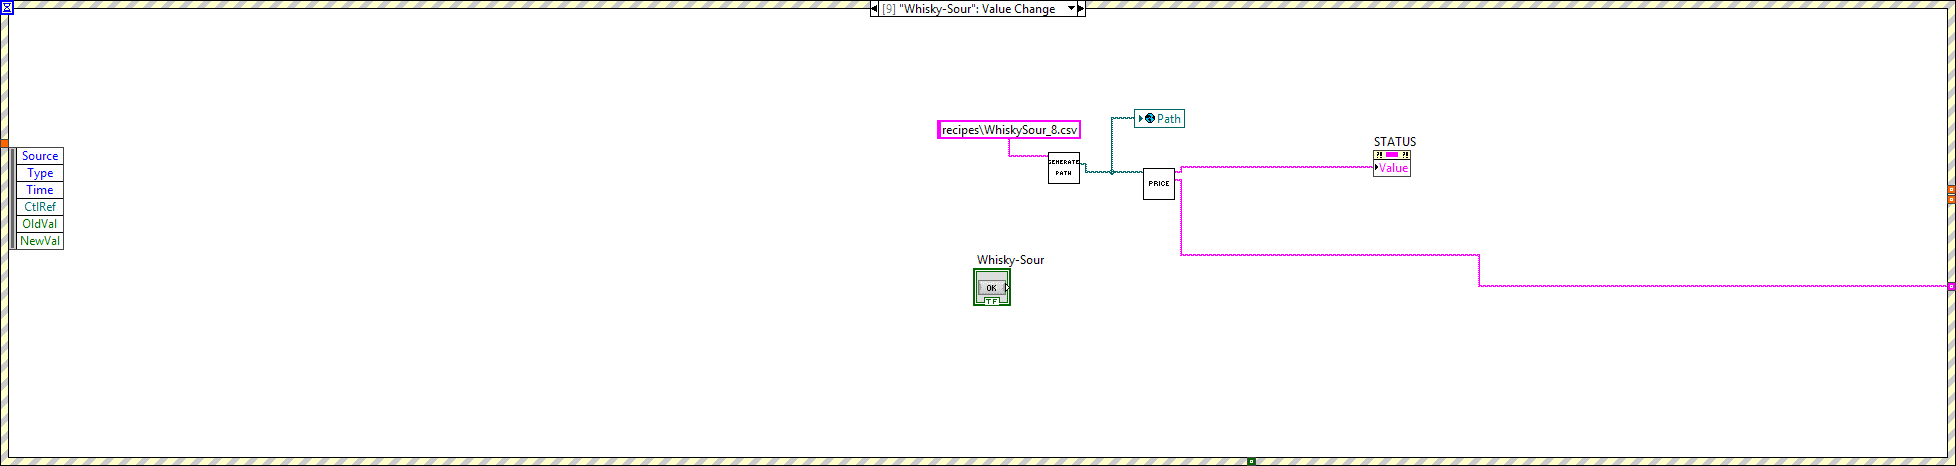 [9] "Whisky-Sour": Value Change
recipes\WhiskySour_8.csv
Path
STATUS
Value
GENERATE
PATH
PRICE
Source
Type
Time
CtlRef
OldVal
NewVal
Whisky-Sour
OK
TF